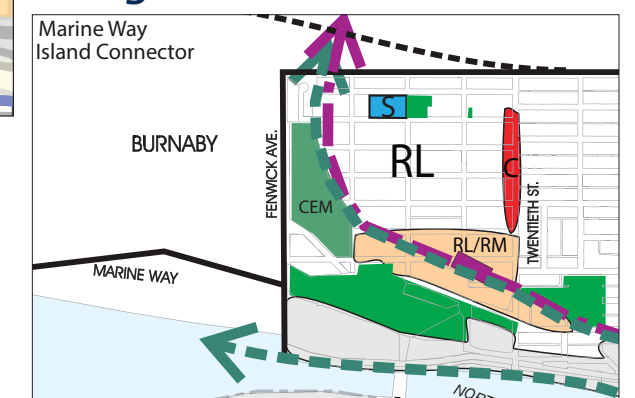 Marine Way
Island Connector
BURNABY
FENWICK AVE.
S
RL
C
CEM
TWENTIETH ST.
RL/RM
MARINE WAY